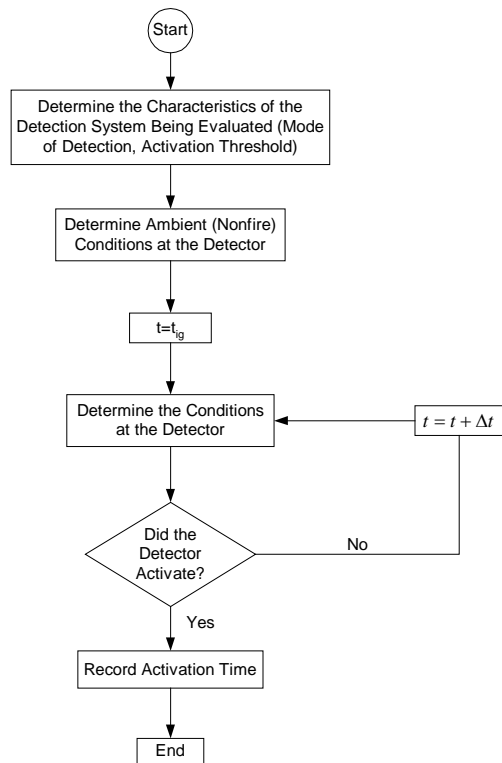 Start
Determine the Characteristics of the
Detection System Being Evaluated (Mode
of Detection, Activation Threshold)
Determine Ambient (Nonfire)
Conditions at the Detector
t=t_ig
Determine the Conditions
at the Detector
t = t + Δt
Did the
Detector
Activate?
No
Yes
Record Activation Time
End